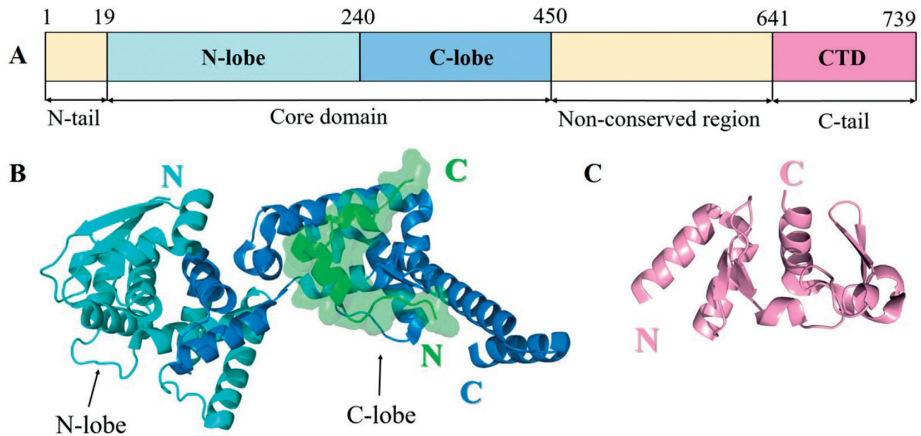 1 19 240 450 641 739
A N-lobe C-lobe CTD
N-tail Core domain Non-conserved region C-tail
B N C C C
N N
C
N-lobe C-lobe